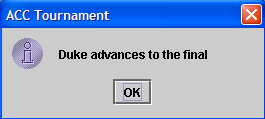 ACC Tournament
Duke advances to the final
OK